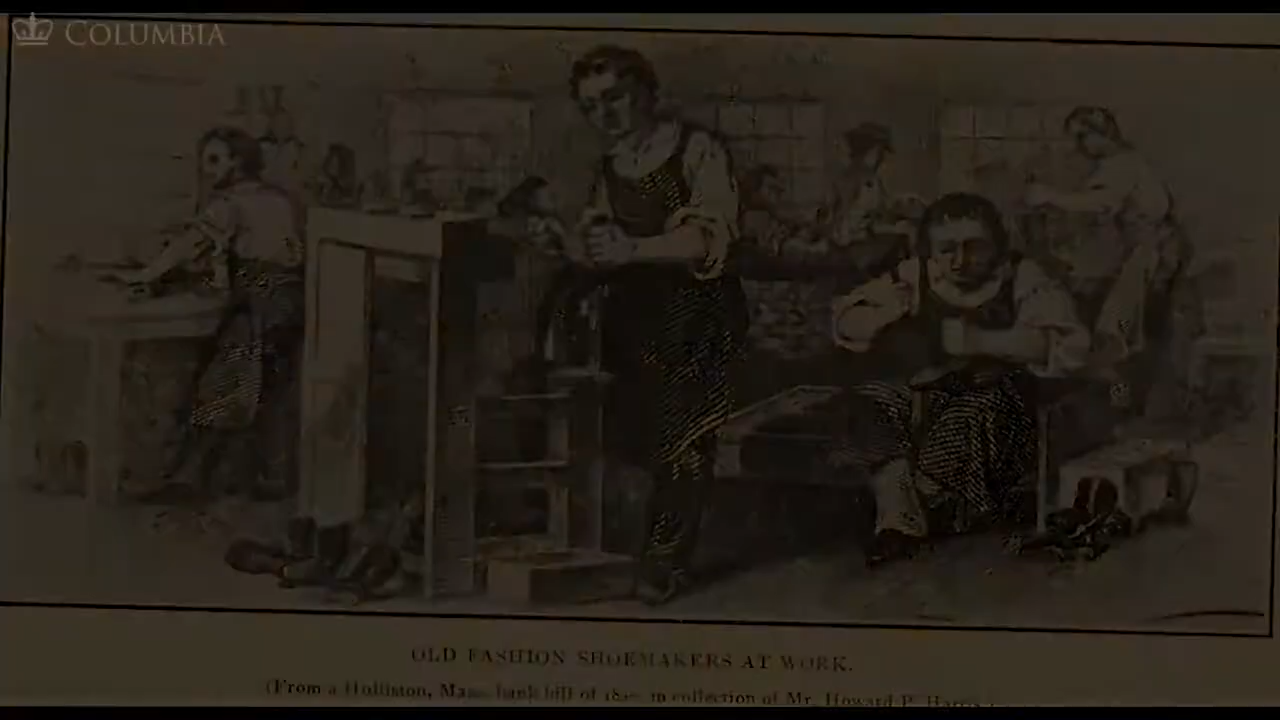 COLUMBIA
OLD FASHION SHOEMAKERS AT WORK.
(From a Holliston, Mass. bank bill of in collection of Mr. Howard P.